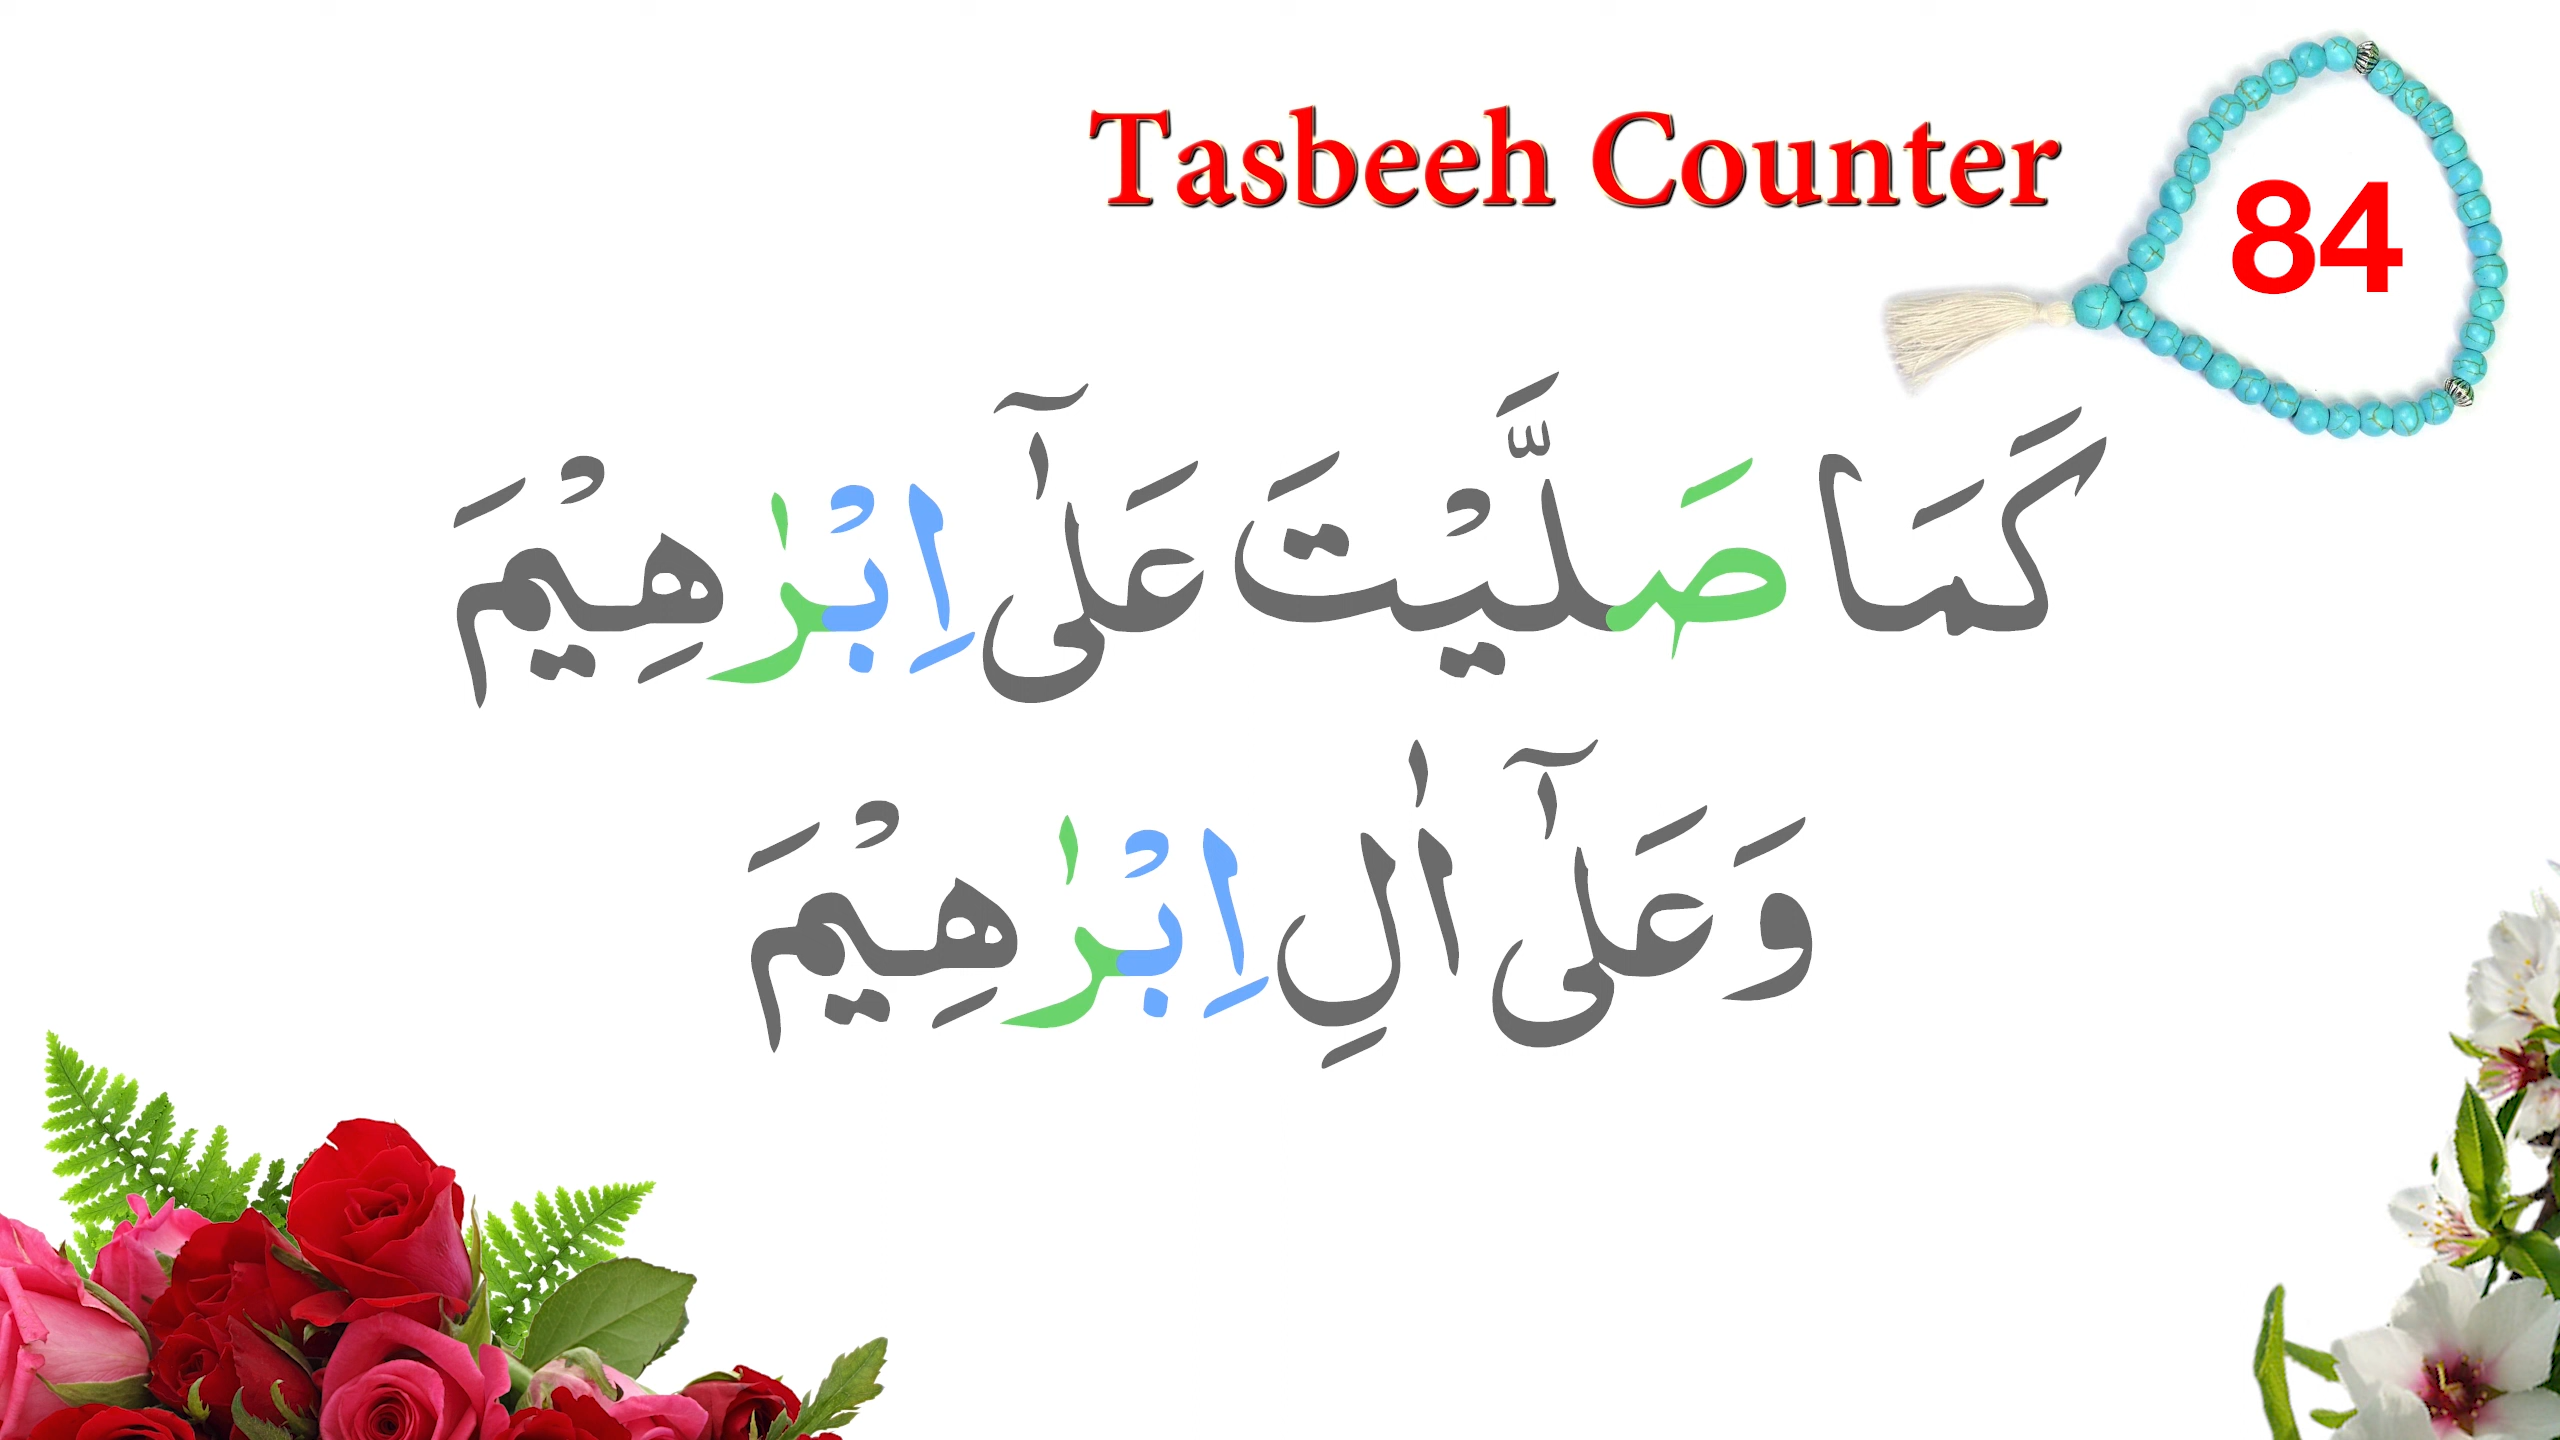 Tasbeeh Counter
84
كَمَا صَلَّيْتَ عَلٰٓى اِبْرٰهِيْمَ
وَعَلٰٓى اٰلِ اِبْرٰهِيْمَ